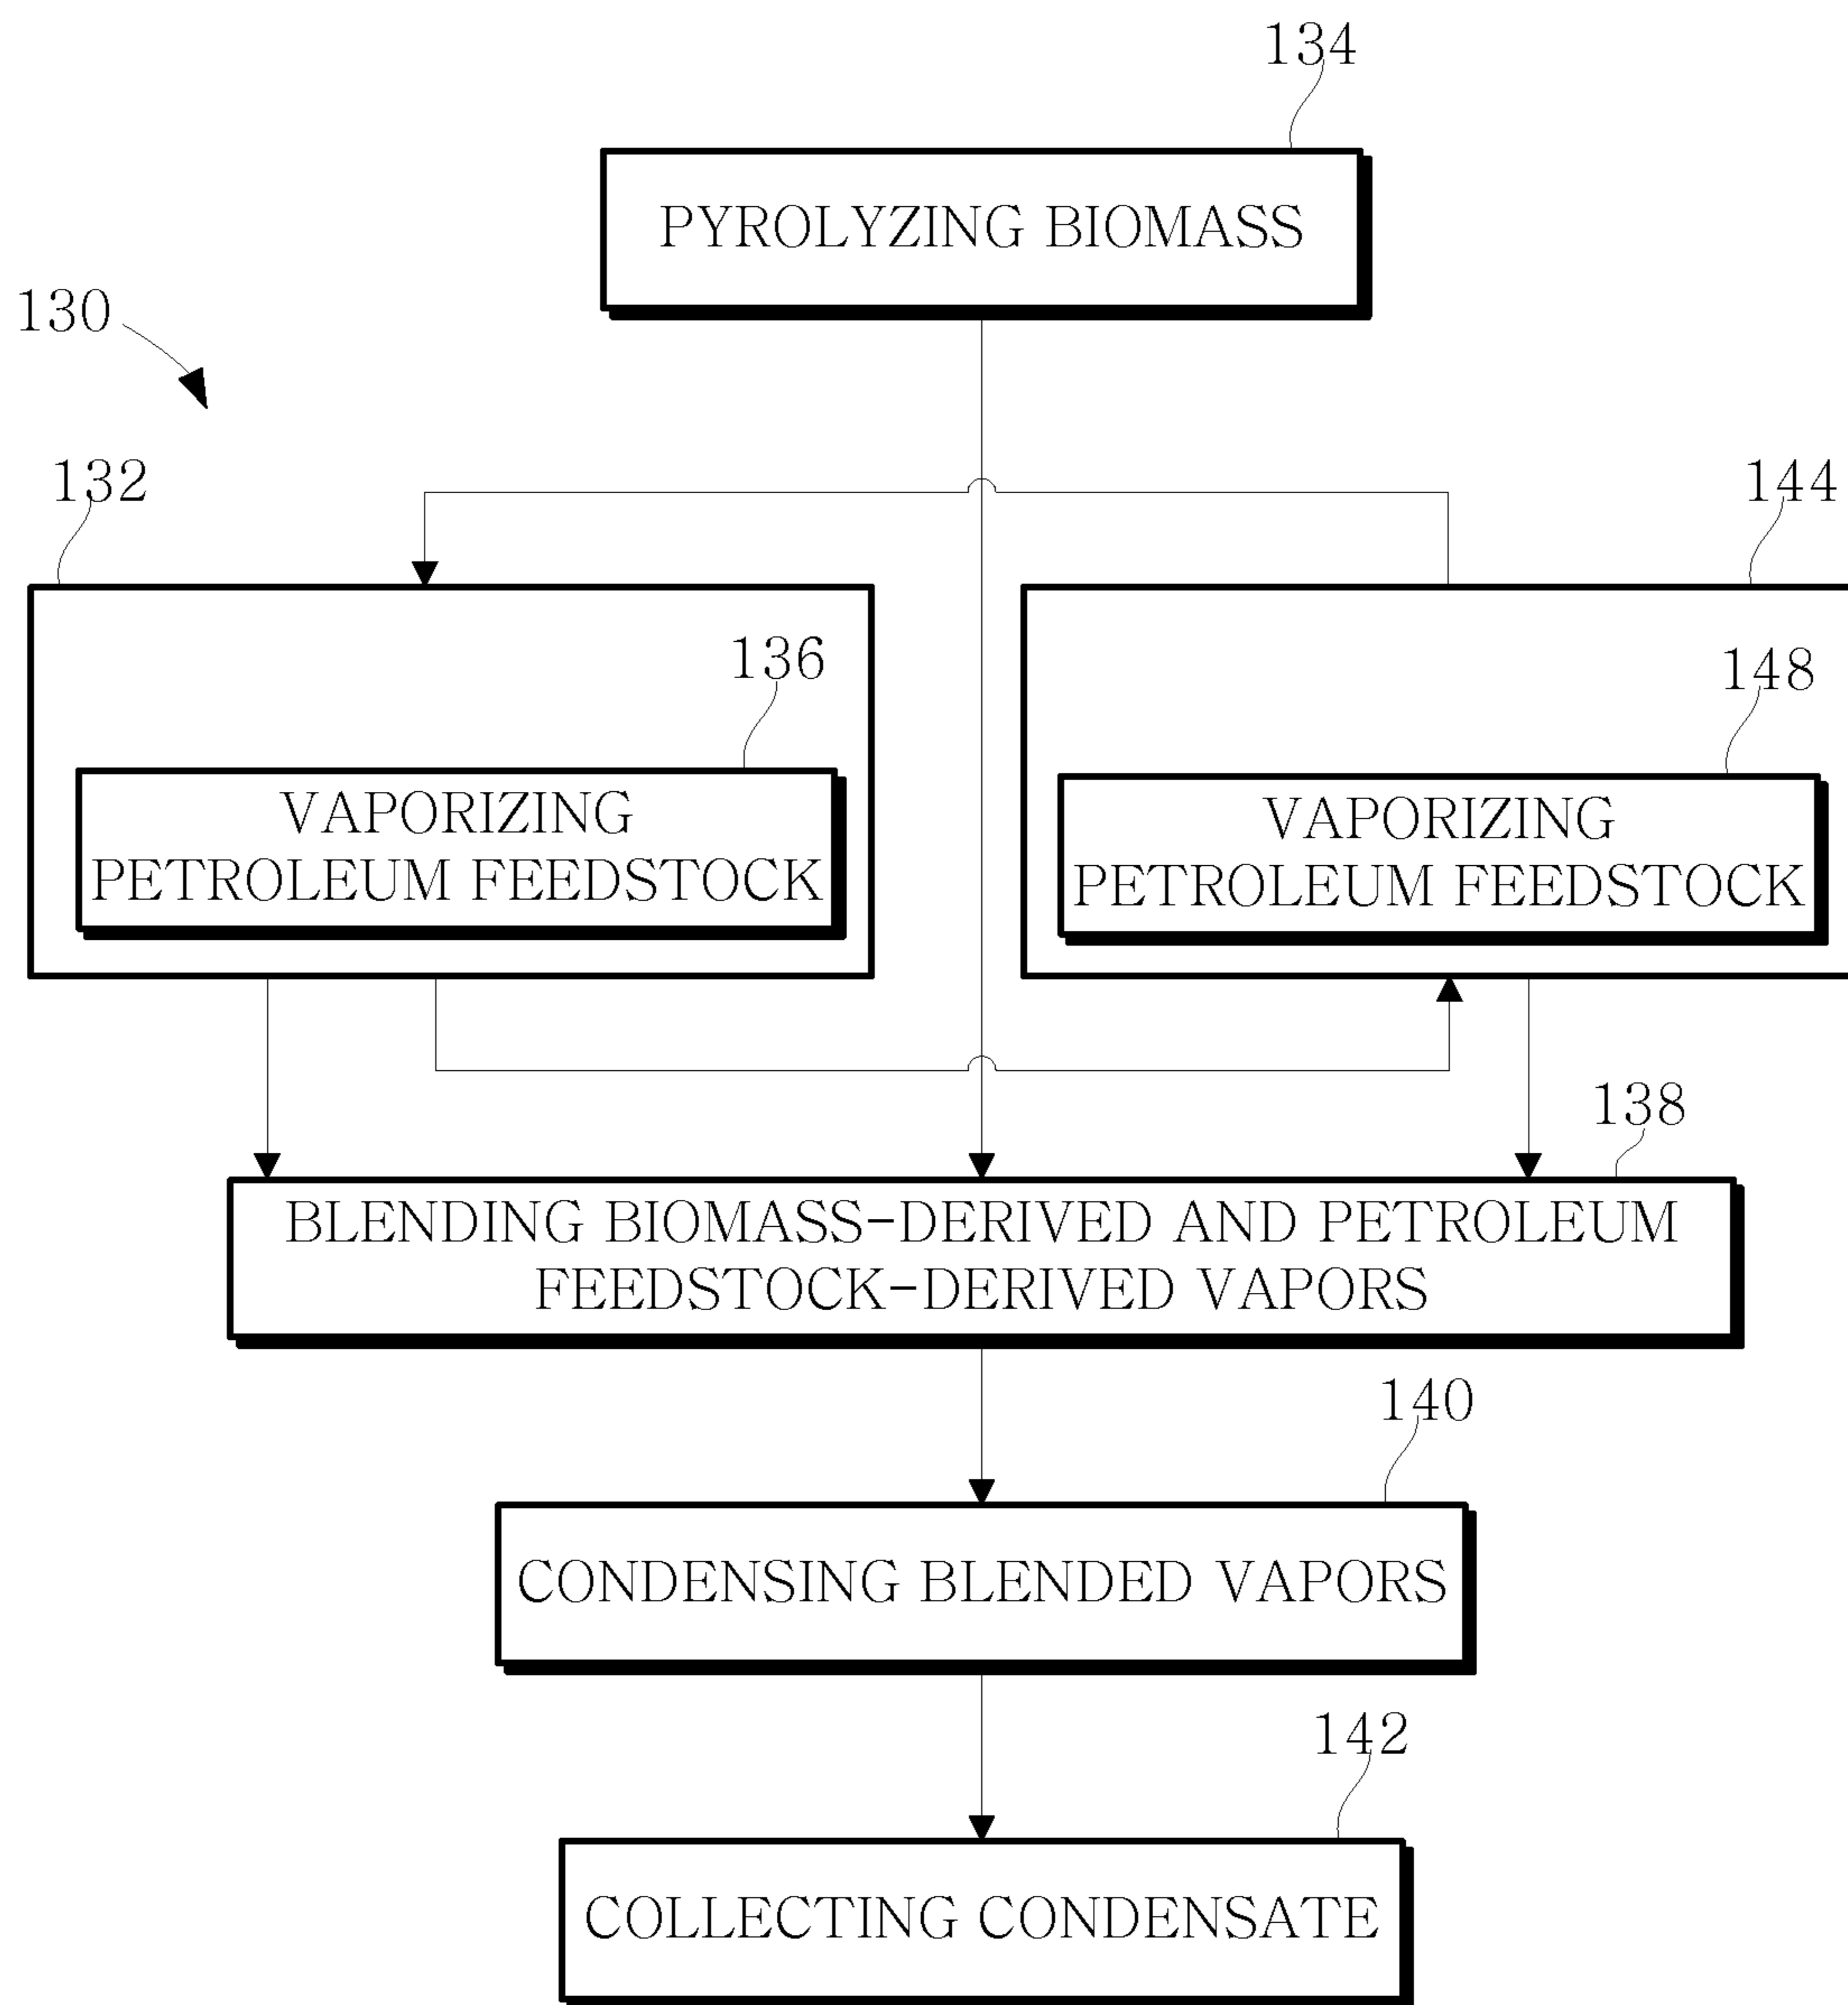 134
PYROLYZING BIOMASS
130
132
144
136
148
VAPORIZING
PETROLEUM FEEDSTOCK
VAPORIZING
PETROLEUM FEEDSTOCK
138
BLENDING BIOMASS-DERIVED AND PETROLEUM
FEEDSTOCK-DERIVED VAPORS
140
CONDENSING BLENDED VAPORS
142
COLLECTING CONDENSATE